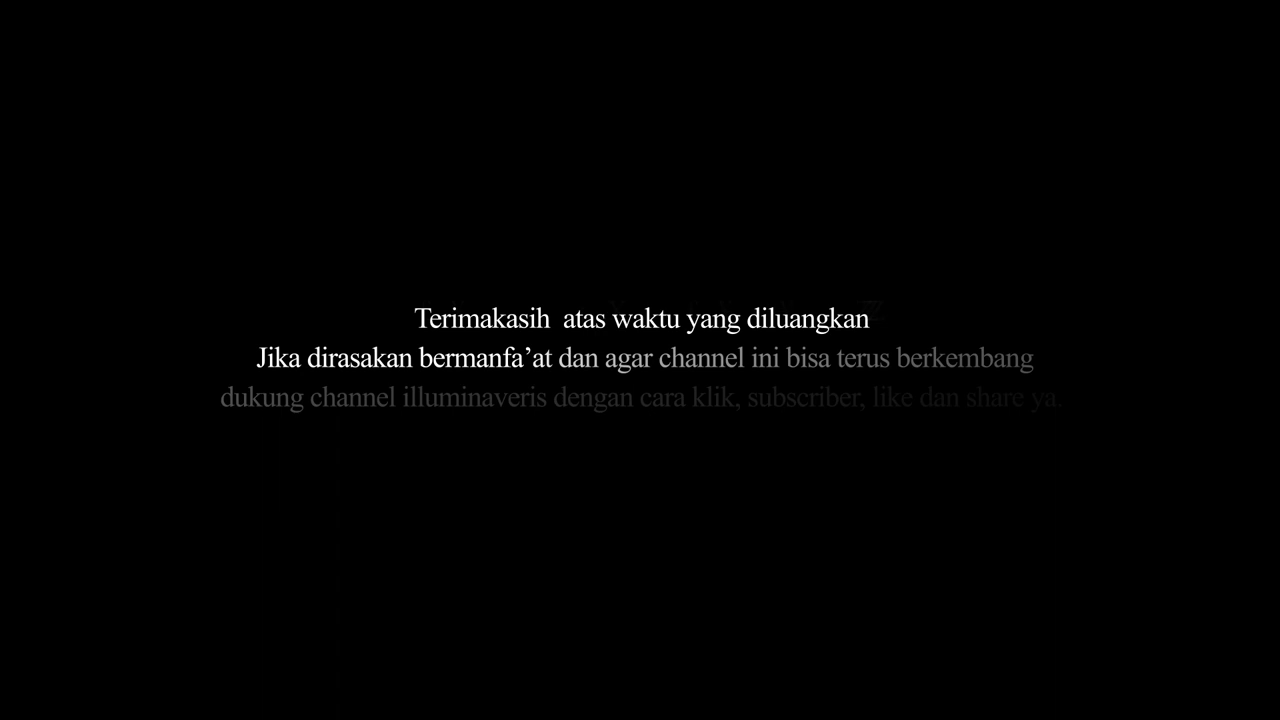 Terimakasih  atas waktu yang diluangkan
Jika dirasakan bermanfa’at dan agar channel ini bisa terus berkembang
dukung channel illuminaveris dengan cara klik, subscriber, like dan share ya.